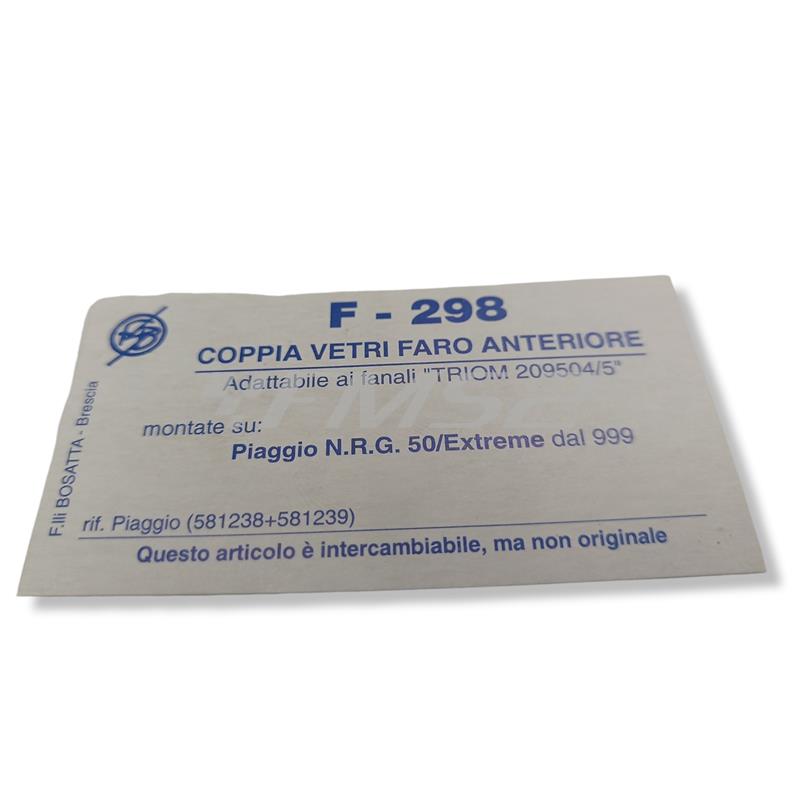 F - 298
COPPIA VETRI FARO ANTERIORE
Adattabile ai fanali "TRIOM 209504/5"
montate su:
Piaggio N.R.G. 50/Extreme dal 999
rif. Piaggio (581238+581239)
Questo articolo è intercambiabile, ma non originale
F.lli BOSATTA - Brescia